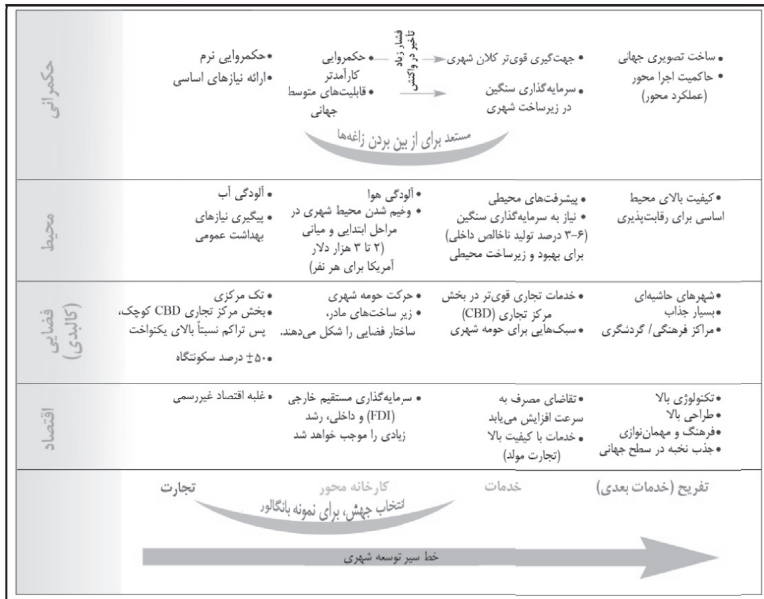 حکمرانی
•حکمروایی نرم
•ارائه نیازهای اساسی
•حکمروایی
کارآمدتر
•قابلیت‌های متوسط
جهانی
فشار زیاد
تأخیر در واکنش
•جهت‌گیری قوی‌تر کلان شهری
•سرمایه‌گذاری سنگین
در زیرساخت شهری
•ساخت تصویری جهانی
•حاکمیت اجرا محور
(عملکرد محور)
مستعد برای از بین بردن زاغه‌ها
محیط
•آلودگی آب
•پیگیری نیازهای
بهداشت عمومی
•آلودگی هوا
•وخیم شدن محیط شهری در
مراحل ابتدایی و میانی
(۲ تا ۳ هزار دلار
آمریکا برای هر نفر)
•پیشرفت‌های محیطی
•نیاز به سرمایه‌گذاری سنگین
(۶–۳ درصد تولید ناخالص داخلی)
برای بهبود و زیرساخت محیطی
•کیفیت بالای محیط
اساسی برای رقابت‌پذیری
فضایی
(کالبدی)
•تک مرکزی
•بخش مرکز تجاری CBD کوچک،
پس تراکم نسبتاً بالای یکنواخت
•۵۰± درصد سکونتگاه
•حرکت حومه شهری
•زیر ساخت‌های مادر،
ساختار فضایی را شکل می‌دهند.
•خدمات تجاری قوی‌تر در بخش
مرکز تجاری (CBD)
•سبک‌هایی برای حومه شهری
•شهرهای حاشیه‌ای
•بسیار جذاب
•مراکز فرهنگی/ گردشگری
اقتصاد
•غلبه اقتصاد غیررسمی
•سرمایه‌گذاری مستقیم خارجی
(FDI) و داخلی، رشد
زیادی را موجب خواهد شد
•تقاضای مصرف به
سرعت افزایش می‌یابد
•خدمات با کیفیت بالا
(تجارت مولد)
•تکنولوژی بالا
•طراحی بالا
•فرهنگ و مهمان‌نوازی
•جذب نخبه در سطح جهانی
تجارت
کارخانه محور
خدمات
تفریح (خدمات بعدی)
انتخاب جهش، برای نمونه بانگالور
خط سیر توسعه شهری